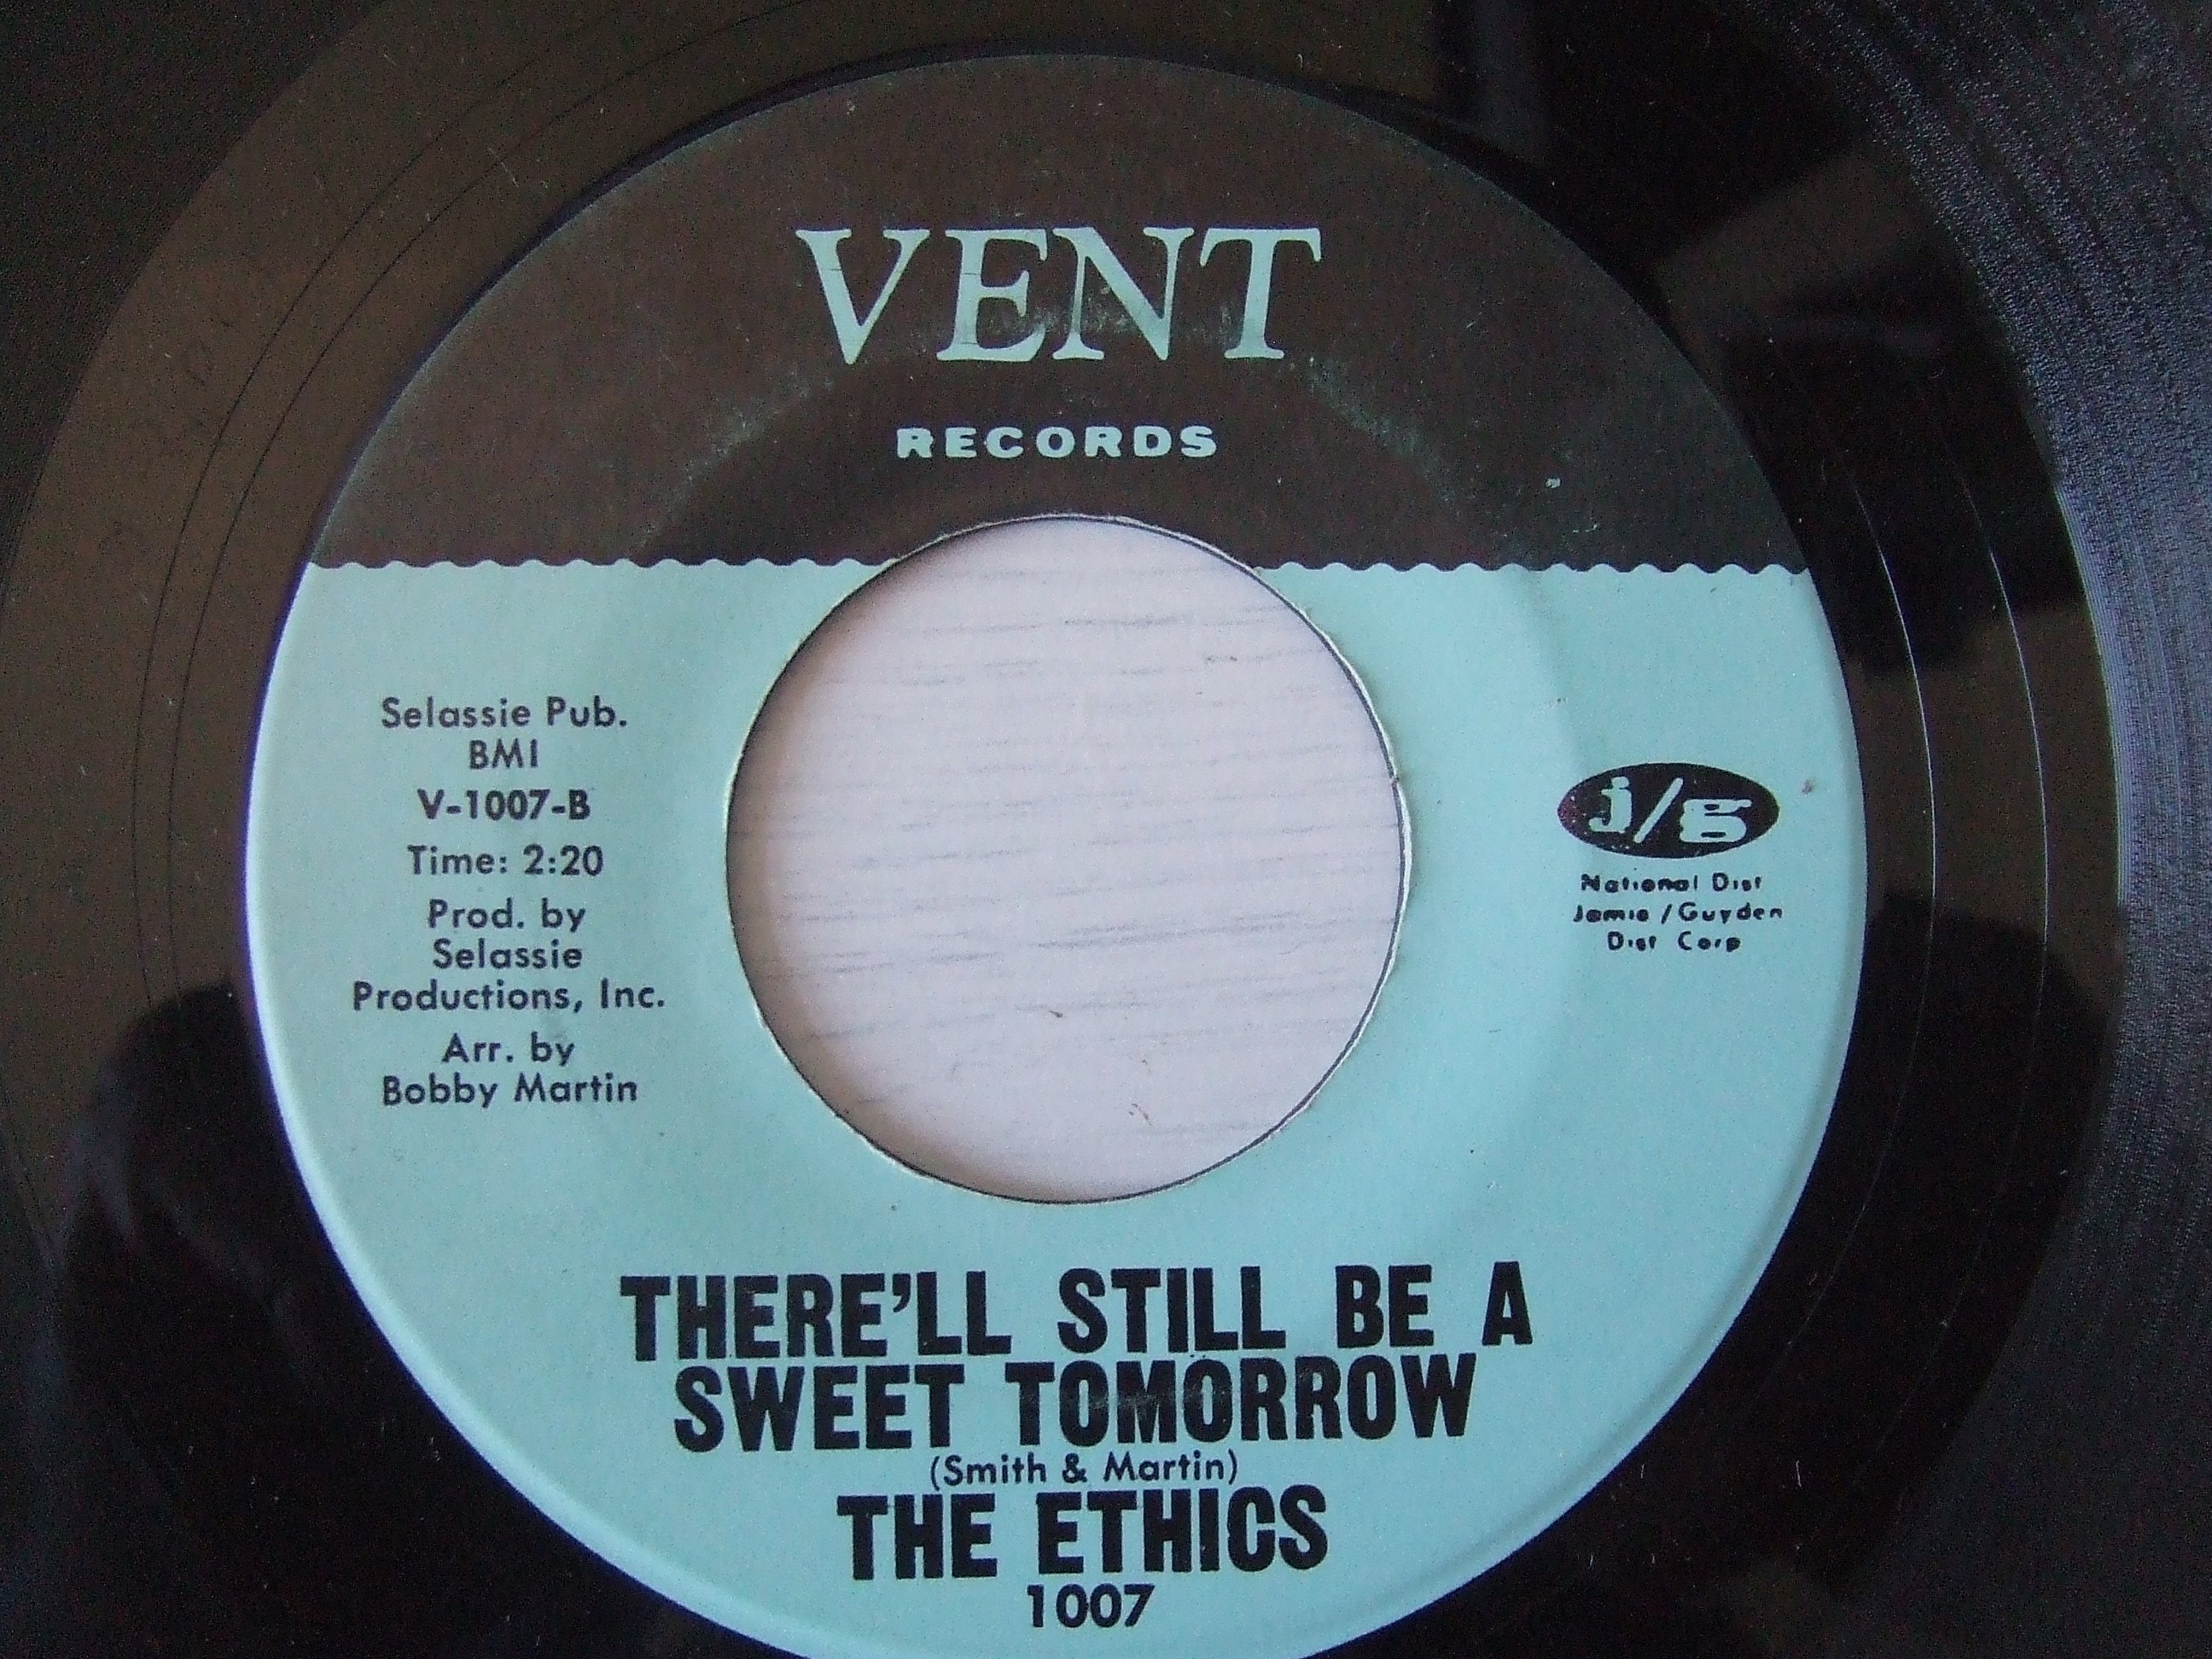 VENT
RECORDS
Selassie Pub.
BMI
V-1007-B
Time: 2:20
Prod. by
Selassie
Productions, Inc.
Arr. by
Bobby Martin
j/g
National Dist
Jamie/Guyden
Dist Corp
THERE'LL STILL BE A
SWEET TOMORROW
(Smith & Martin)
THE ETHICS
1007